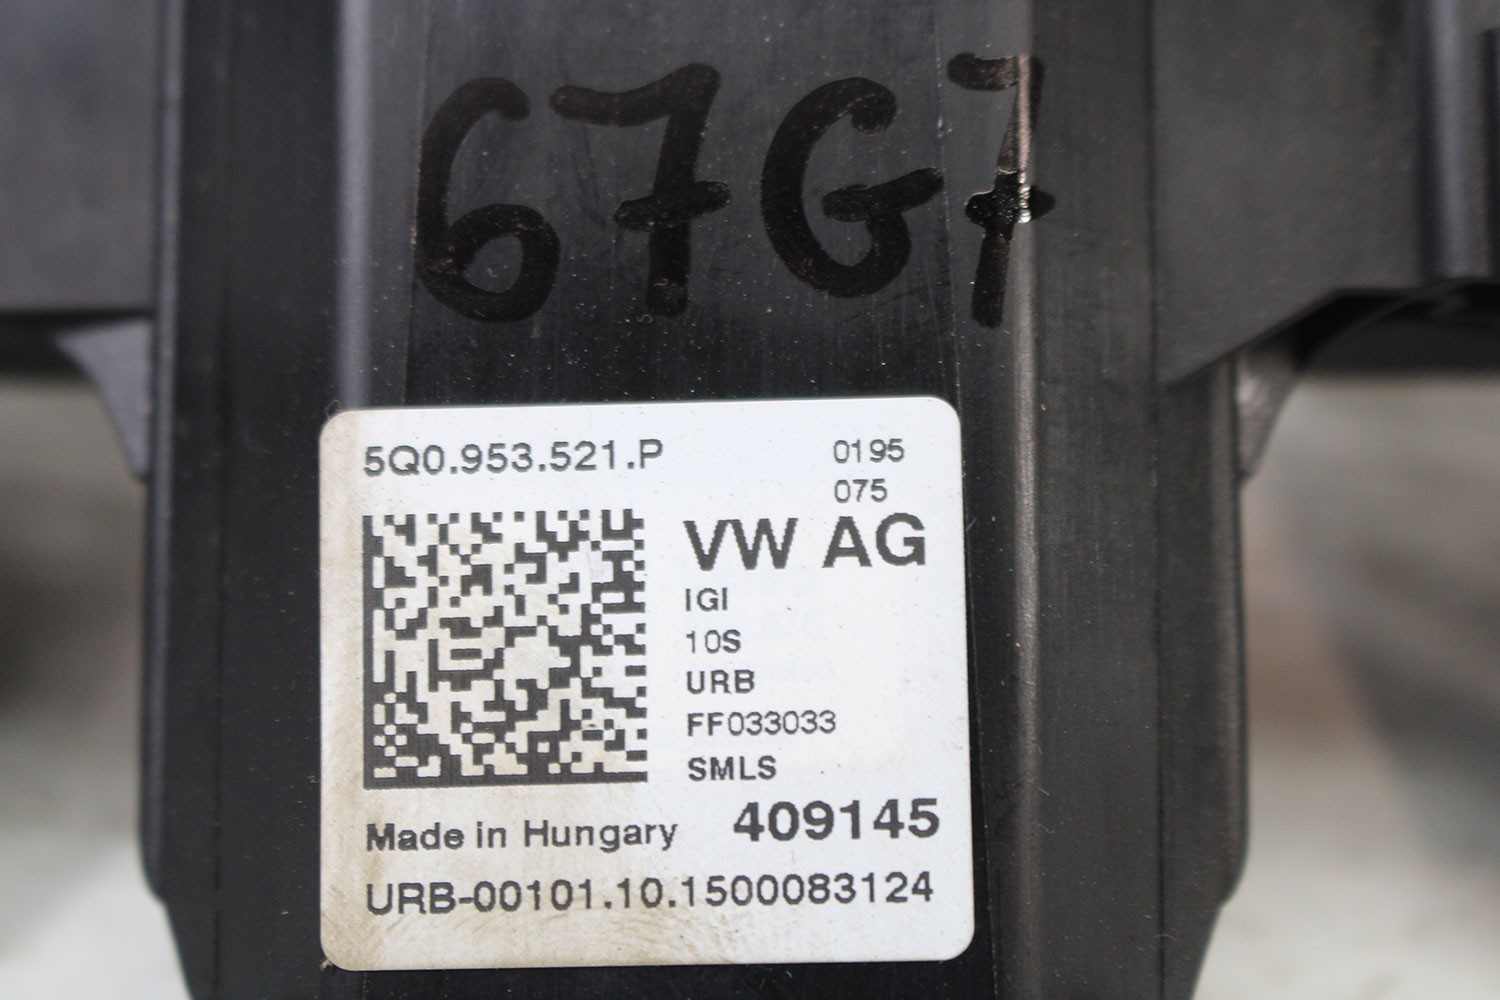 67G7
5Q0.953.521.P
0195
075
VW AG
IGI
10S
URB
FF033033
SMLS
409145
Made in Hungary
URB-00101.10.1500083124